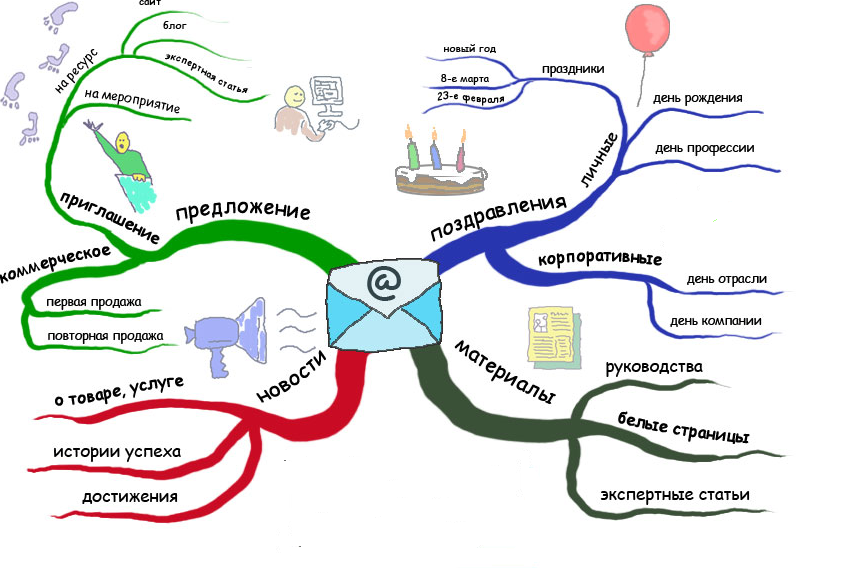 сайт
блог
экспертная статья
на ресурс
на мероприятие
приглашение
предложение
коммерческое
первая продажа
повторная продажа
новый год
8-е марта
23-е февраля
праздники
день рождения
день профессии
личные
поздравления
корпоративные
день отрасли
день компании
@
новости
о товаре, услуге
истории успеха
достижения
материалы
руководства
белые страницы
экспертные статьи